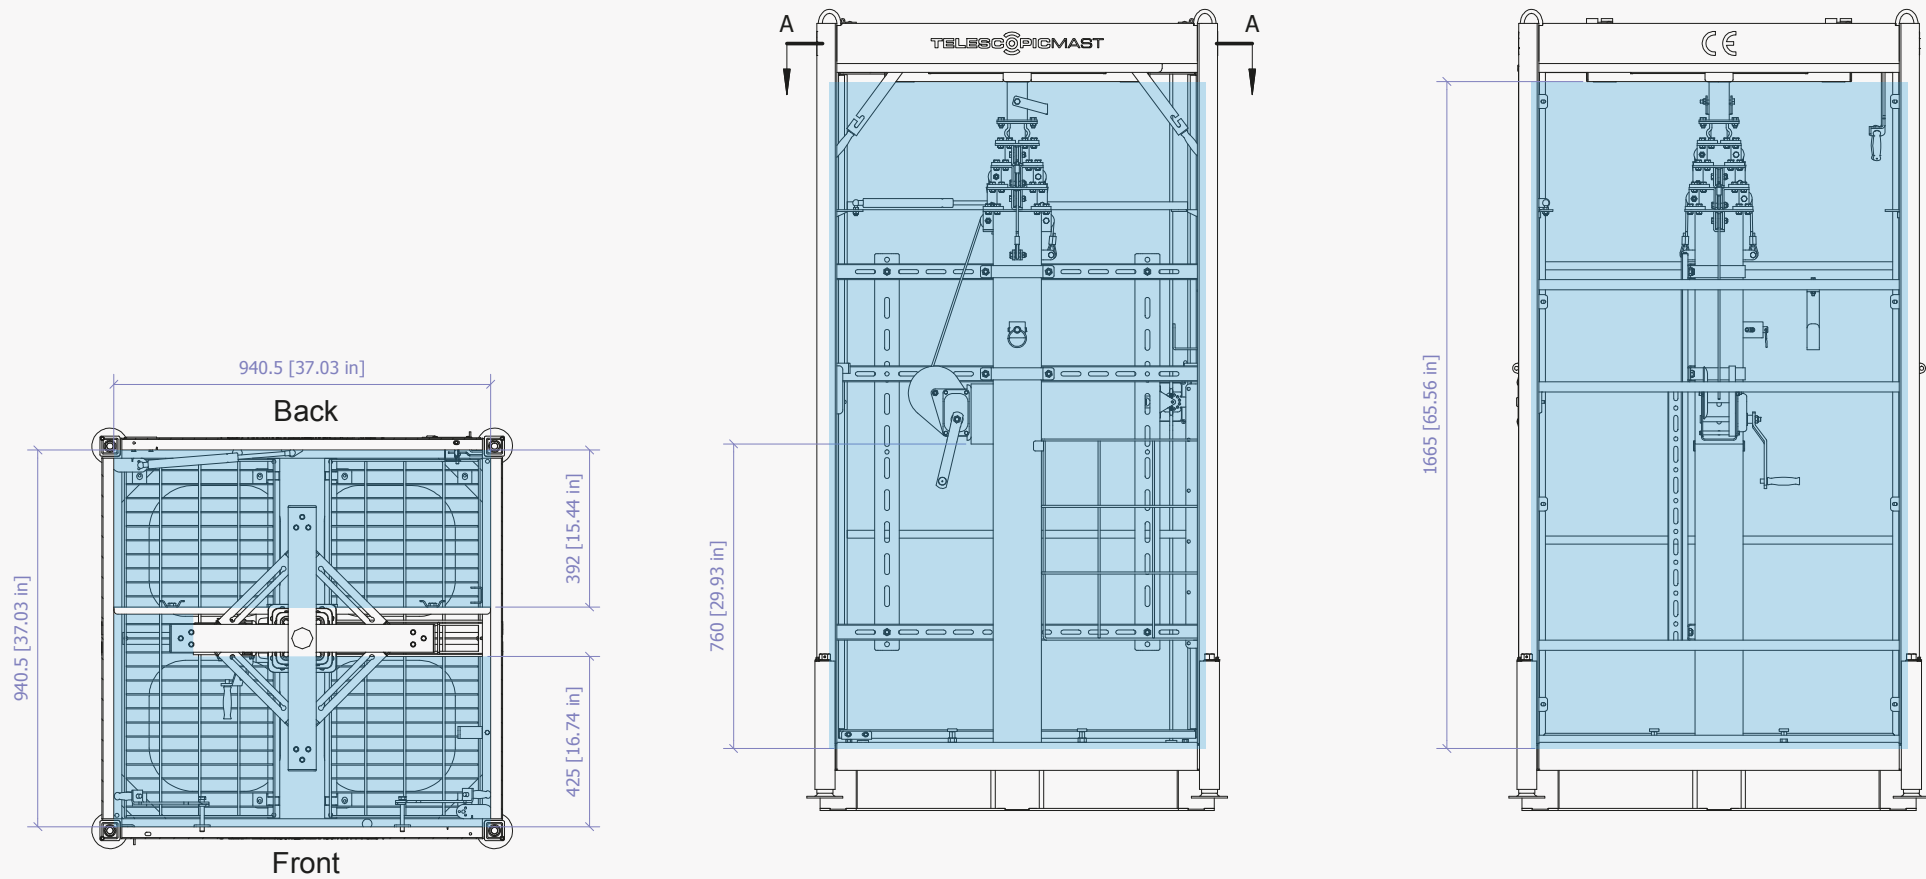 A
A
TELESCOPICMAST
CE
940.5 [37.03 in]
Back
940.5 [37.03 in]
392 [15.44 in]
425 [16.74 in]
Front
760 [29.93 in]
1665 [65.56 in]